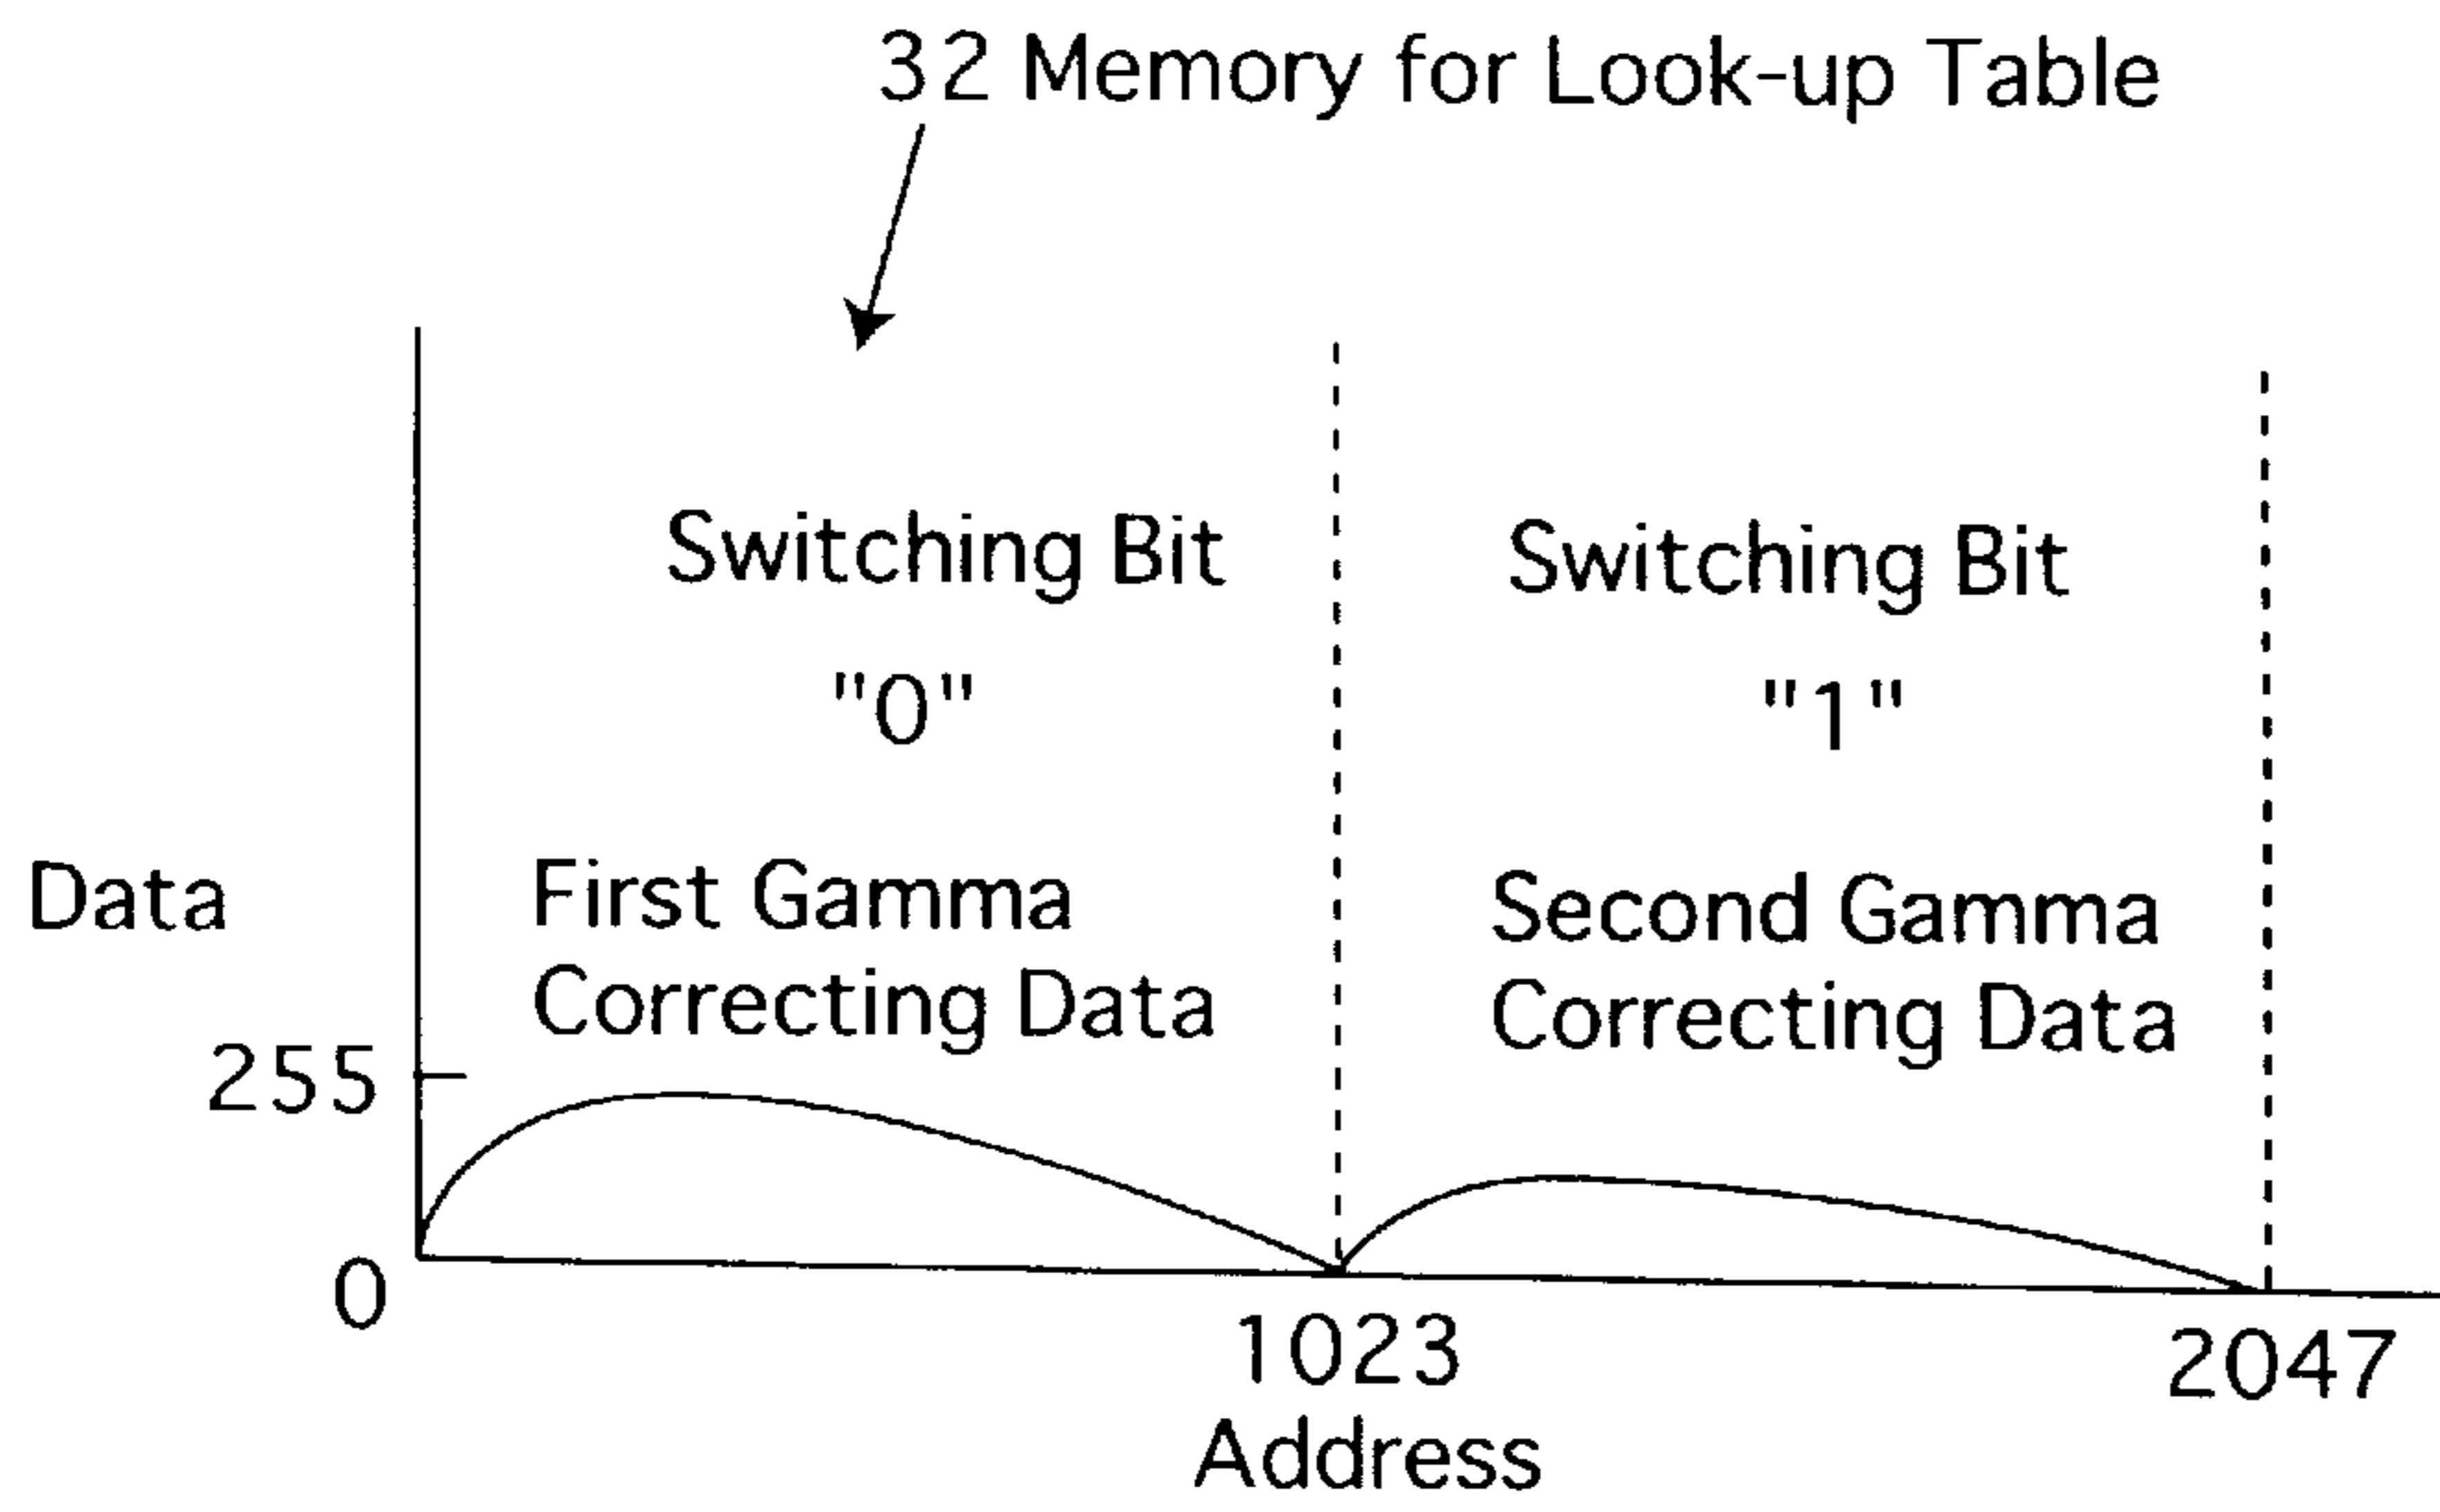 32 Memory for Look-up Table
Switching Bit
"0"
Switching Bit
"1"
Data
First Gamma
Correcting Data
Second Gamma
Correcting Data
255
0
1023
2047
Address